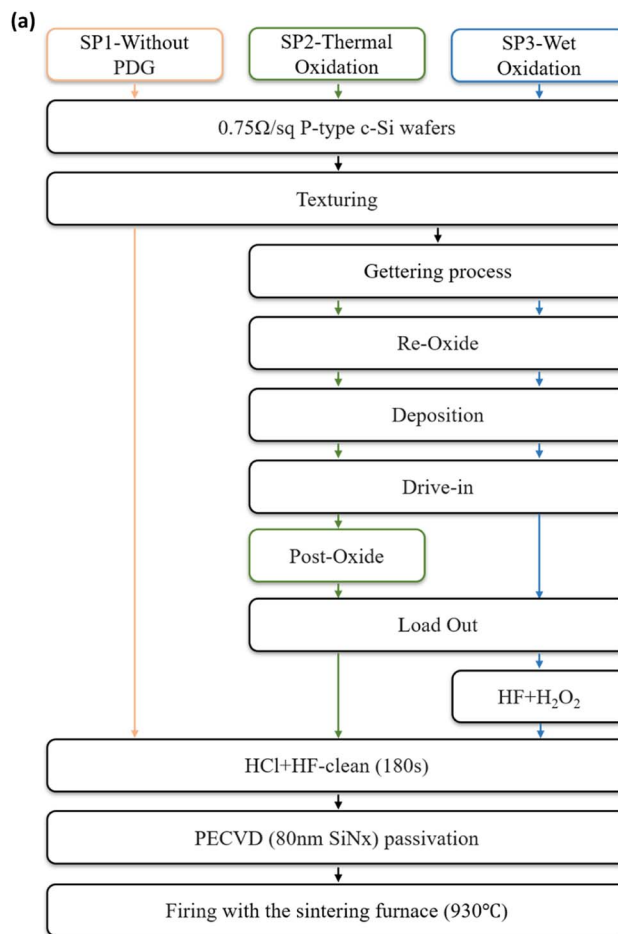 (a)
SP1-Without
PDG
SP2-Thermal
Oxidation
SP3-Wet
Oxidation
0.75Ω/sq P-type c-Si wafers
Texturing
Gettering process
Re-Oxide
Deposition
Drive-in
Post-Oxide
Load Out
HF+H₂O₂
HCl+HF-clean (180s)
PECVD (80nm SiNx) passivation
Firing with the sintering furnace (930℃)